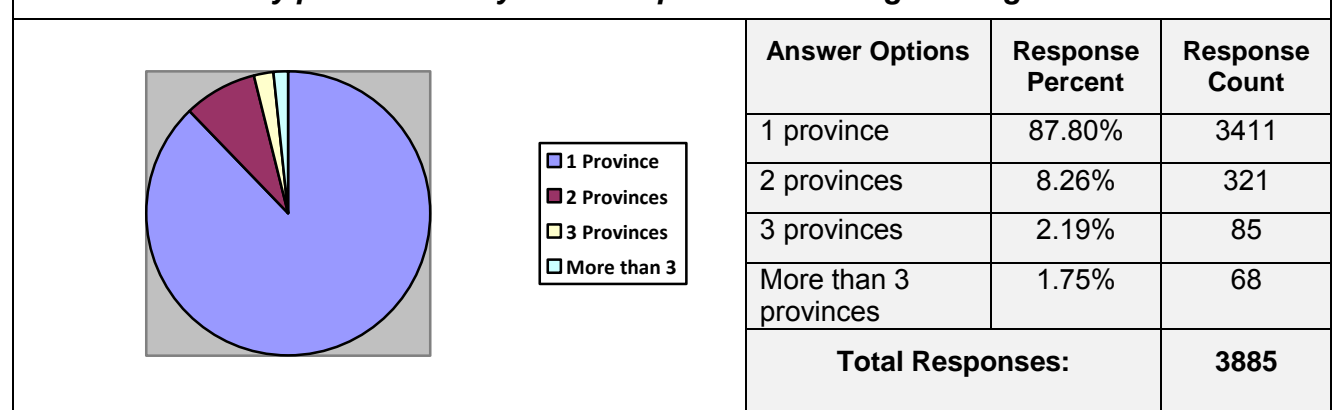 1 Province
2 Provinces
3 Provinces
More than 3
Answer Options Response Percent Response Count
1 province 87.80% 3411
2 provinces 8.26% 321
3 provinces 2.19% 85
More than 3 provinces 1.75% 68
Total Responses: 3885